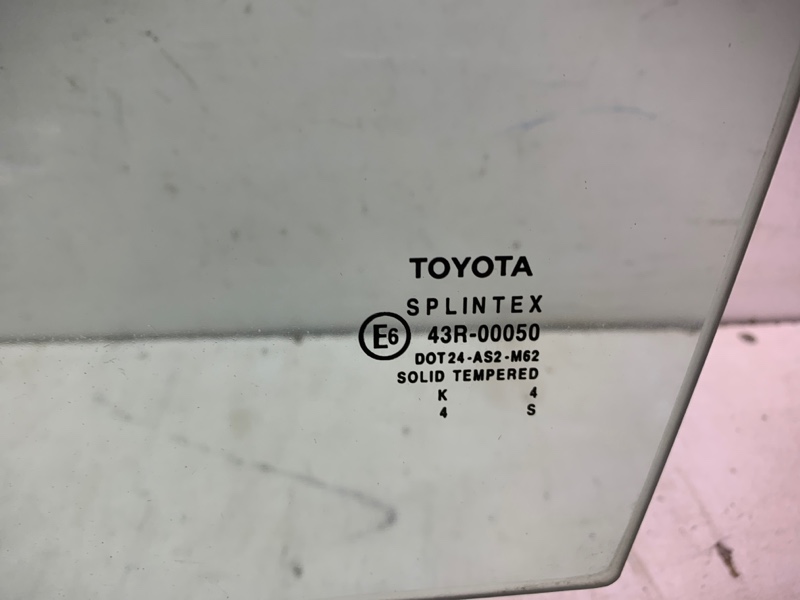 TOYOTA
SPLINTEX
E6 43R-00050
DOT24-AS2-M62
SOLID TEMPERED
K 4
4 S